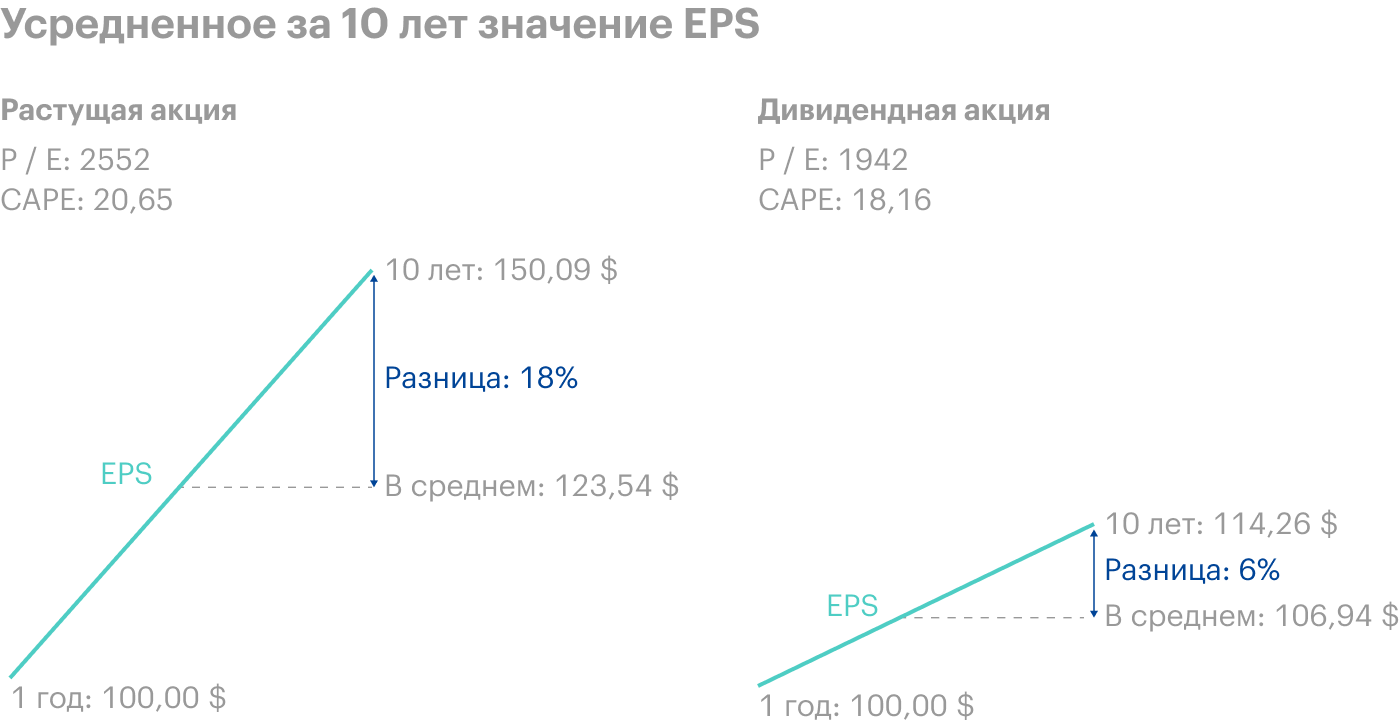 Усредненное за 10 лет значение EPS
Растущая акция
P / E: 2552
CAPE: 20,65
10 лет: 150,09 $
Разница: 18%
EPS
В среднем: 123,54 $
1 год: 100,00 $
Дивидендная акция
P / E: 1942
CAPE: 18,16
10 лет: 114,26 $
Разница: 6%
EPS
В среднем: 106,94 $
1 год: 100,00 $